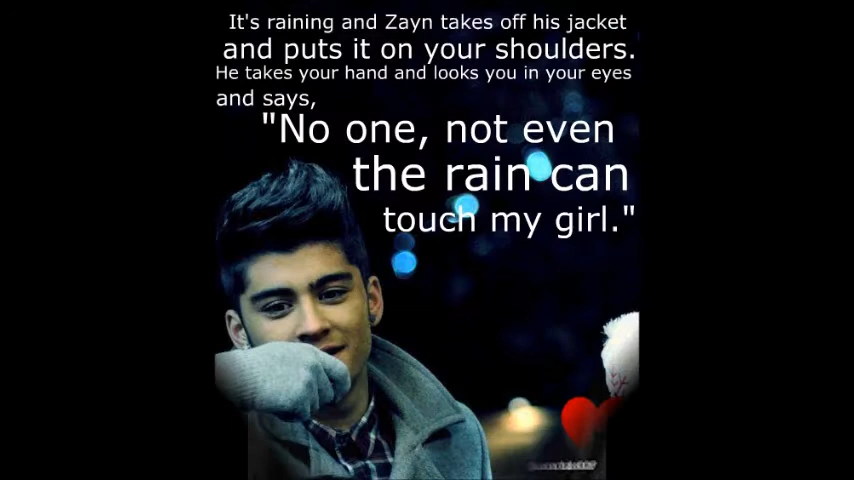 It's raining and Zayn takes off his jacket
and puts it on your shoulders.
He takes your hand and looks you in your eyes
and says,
"No one, not even
the rain can
touch my girl."